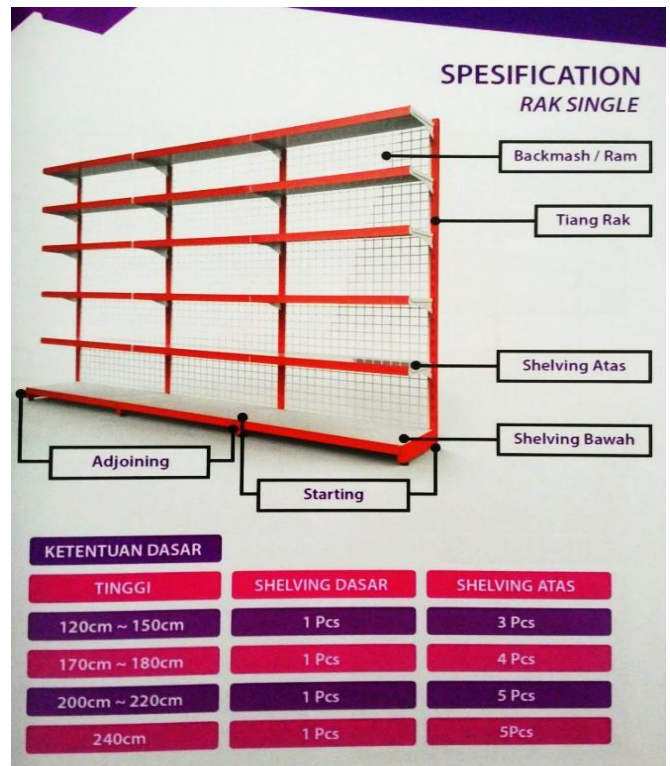 SPESIFICATION
RAK SINGLE
Backmash / Ram
Tiang Rak
Shelving Atas
Shelving Bawah
Adjoining
Starting
KETENTUAN DASAR
TINGGI SHELVING DASAR SHELVING ATAS
120cm ~ 150cm 1 Pcs 3 Pcs
170cm ~ 180cm 1 Pcs 4 Pcs
200cm ~ 220cm 1 Pcs 5 Pcs
240cm 1 Pcs 5Pcs